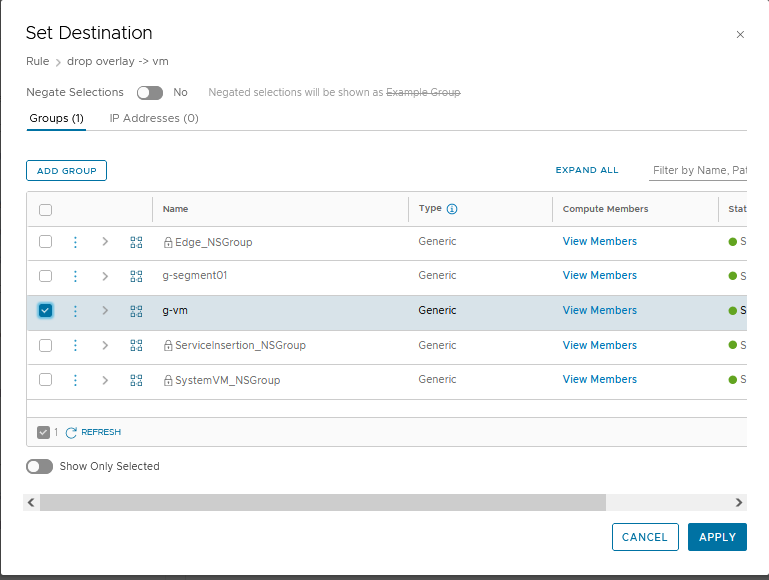 Set Destination
Rule > drop overlay -> vm
Negate Selections No Negated selections will be shown as Example Group
Groups (1) IP Addresses (0)
ADD GROUP EXPAND ALL Filter by Name, Pat
Name Type Compute Members Stat
Edge_NSGroup Generic View Members S
g-segment01 Generic View Members S
g-vm Generic View Members S
ServiceInsertion_NSGroup Generic View Members S
SystemVM_NSGroup Generic View Members S
1 REFRESH
Show Only Selected
CANCEL APPLY